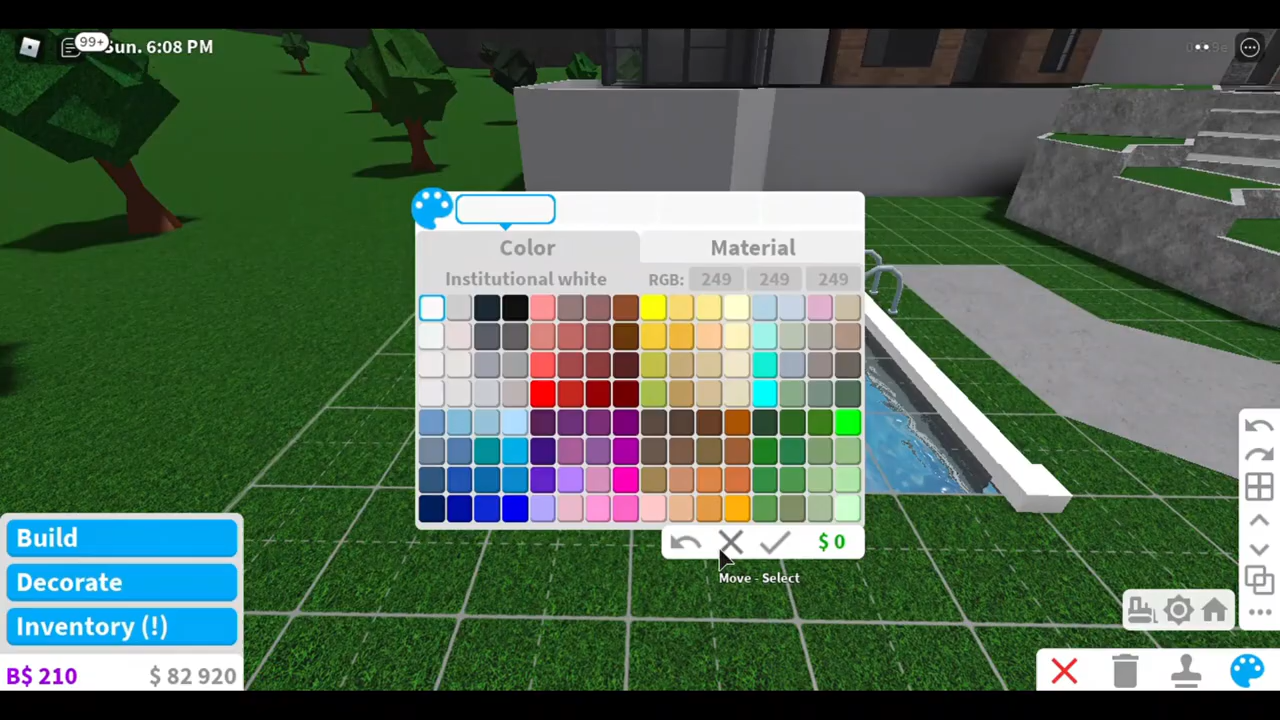 99+
Sun. 6:08 PM
Color
Material
Institutional white
RGB: 249 249 249
$ 0
Move - Select
Build
Decorate
Inventory (!)
B$ 210
$ 82 920